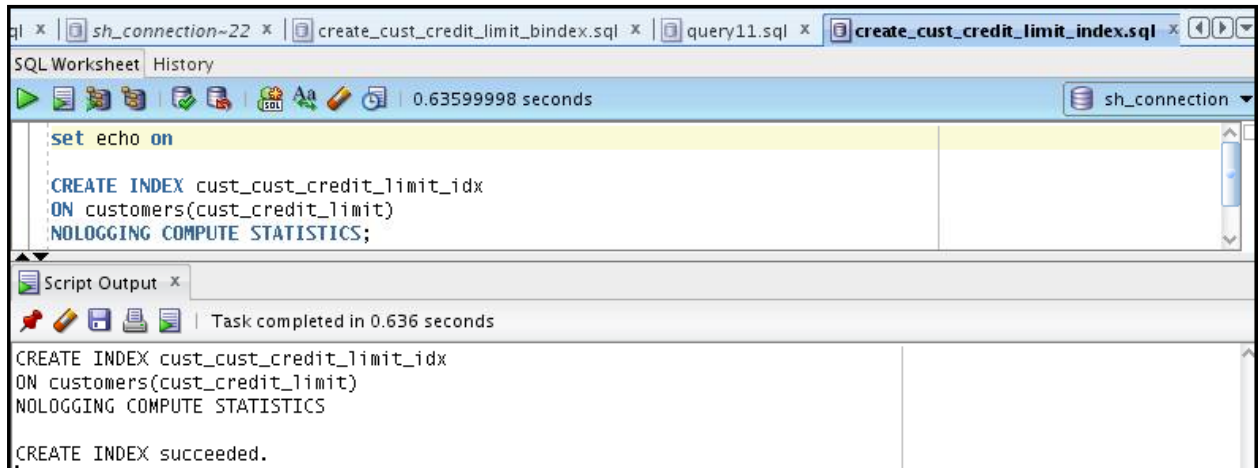 ql x sh_connection~22 x create_cust_credit_limit_bindex.sql x query11.sql x create_cust_credit_limit_index.sql x
SQL Worksheet History
0.63599998 seconds sh_connection
set echo on
CREATE INDEX cust_cust_credit_limit_idx
ON customers(cust_credit_limit)
NOLOGGING COMPUTE STATISTICS;
Script Output x
Task completed in 0.636 seconds
CREATE INDEX cust_cust_credit_limit_idx
ON customers(cust_credit_limit)
NOLOGGING COMPUTE STATISTICS
CREATE INDEX succeeded.